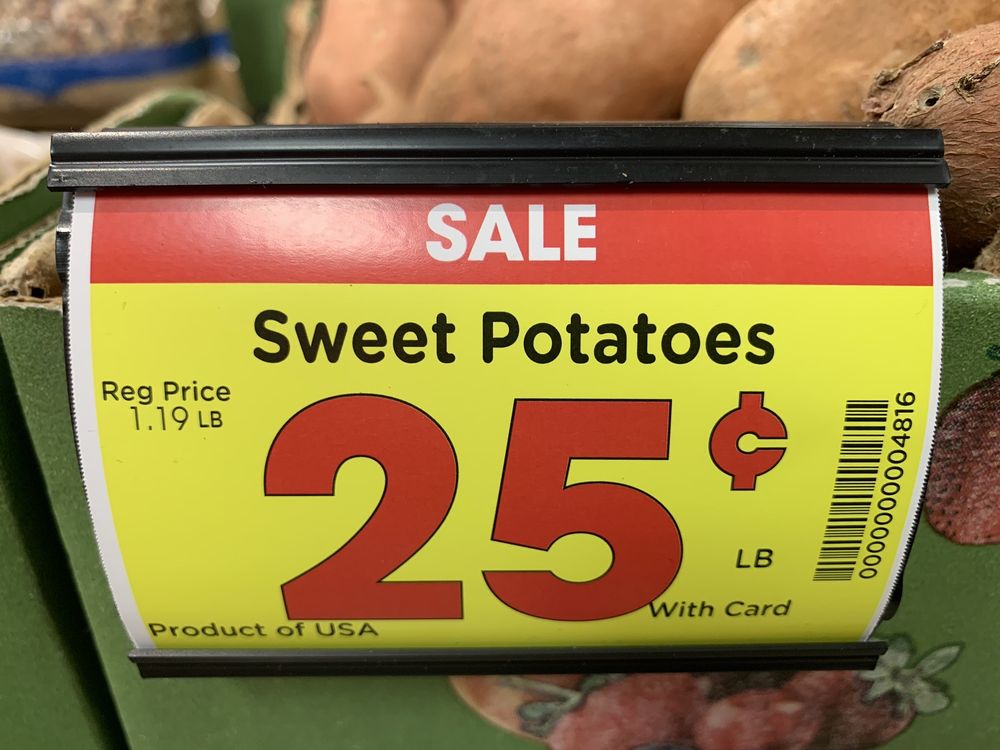 SALE
Sweet Potatoes
Reg Price
1.19 LB
25¢
LB
With Card
Product of USA
0000000004816